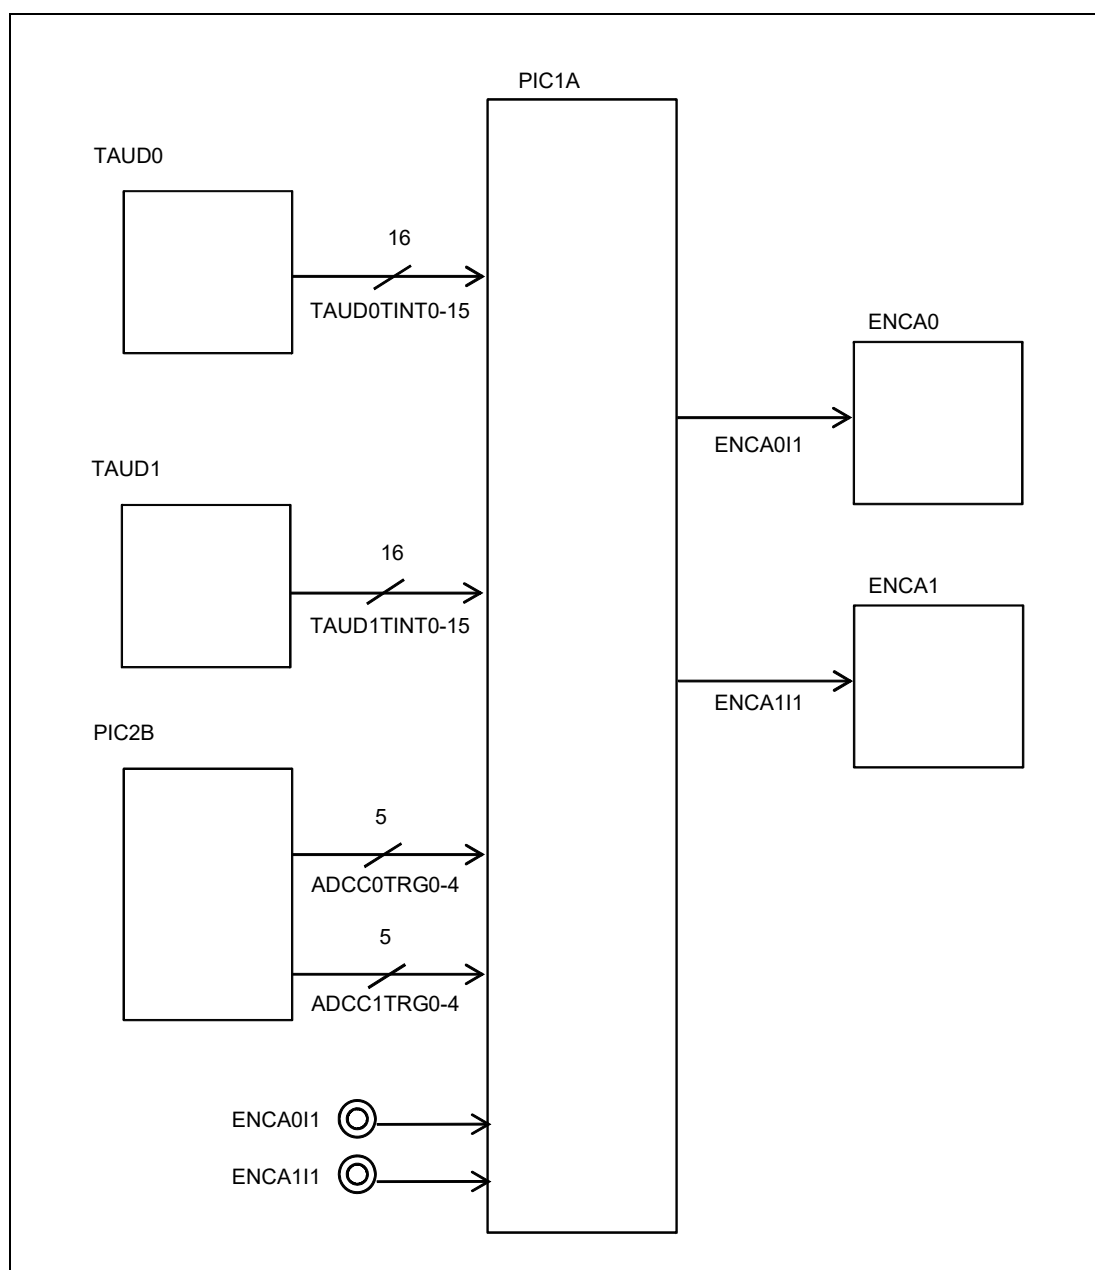 PIC1A
TAUD0
16
TAUD0TINT0-15
ENCA0
ENCA0I1
TAUD1
16
TAUD1TINT0-15
ENCA1
ENCA1I1
PIC2B
5
ADCC0TRG0-4
5
ADCC1TRG0-4
ENCA0I1
ENCA1I1